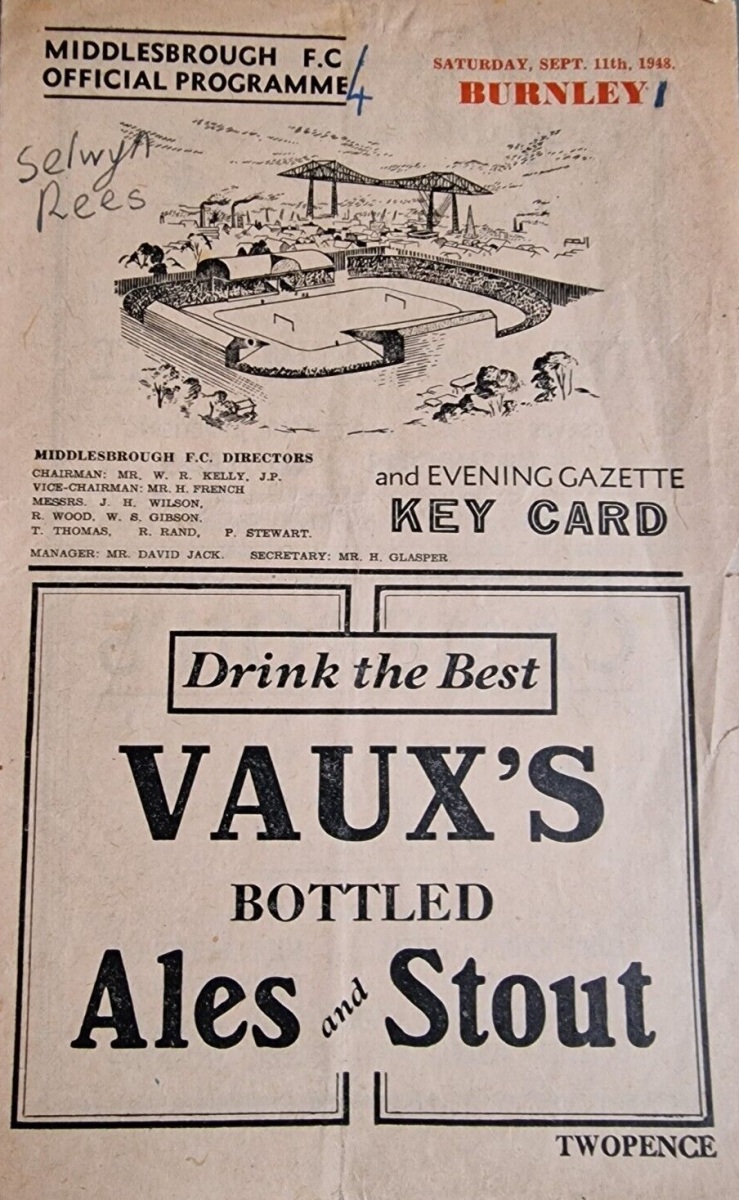 MIDDLESBROUGH F.C
OFFICIAL PROGRAMME 4
SATURDAY, SEPT. 11th, 1948.
BURNLEY 1
Selwyn
Rees
MIDDLESBROUGH F.C. DIRECTORS
CHAIRMAN: MR. W. R. KELLY, J.P.
VICE-CHAIRMAN: MR. H. FRENCH
MESSRS. J. H. WILSON,
R. WOOD, W. S. GIBSON,
T. THOMAS, R. RAND, P. STEWART.
MANAGER: MR. DAVID JACK. SECRETARY: MR. H. GLASPER
and EVENING GAZETTE
KEY CARD
Drink the Best
VAUX'S
BOTTLED
Ales and Stout
TWOPENCE